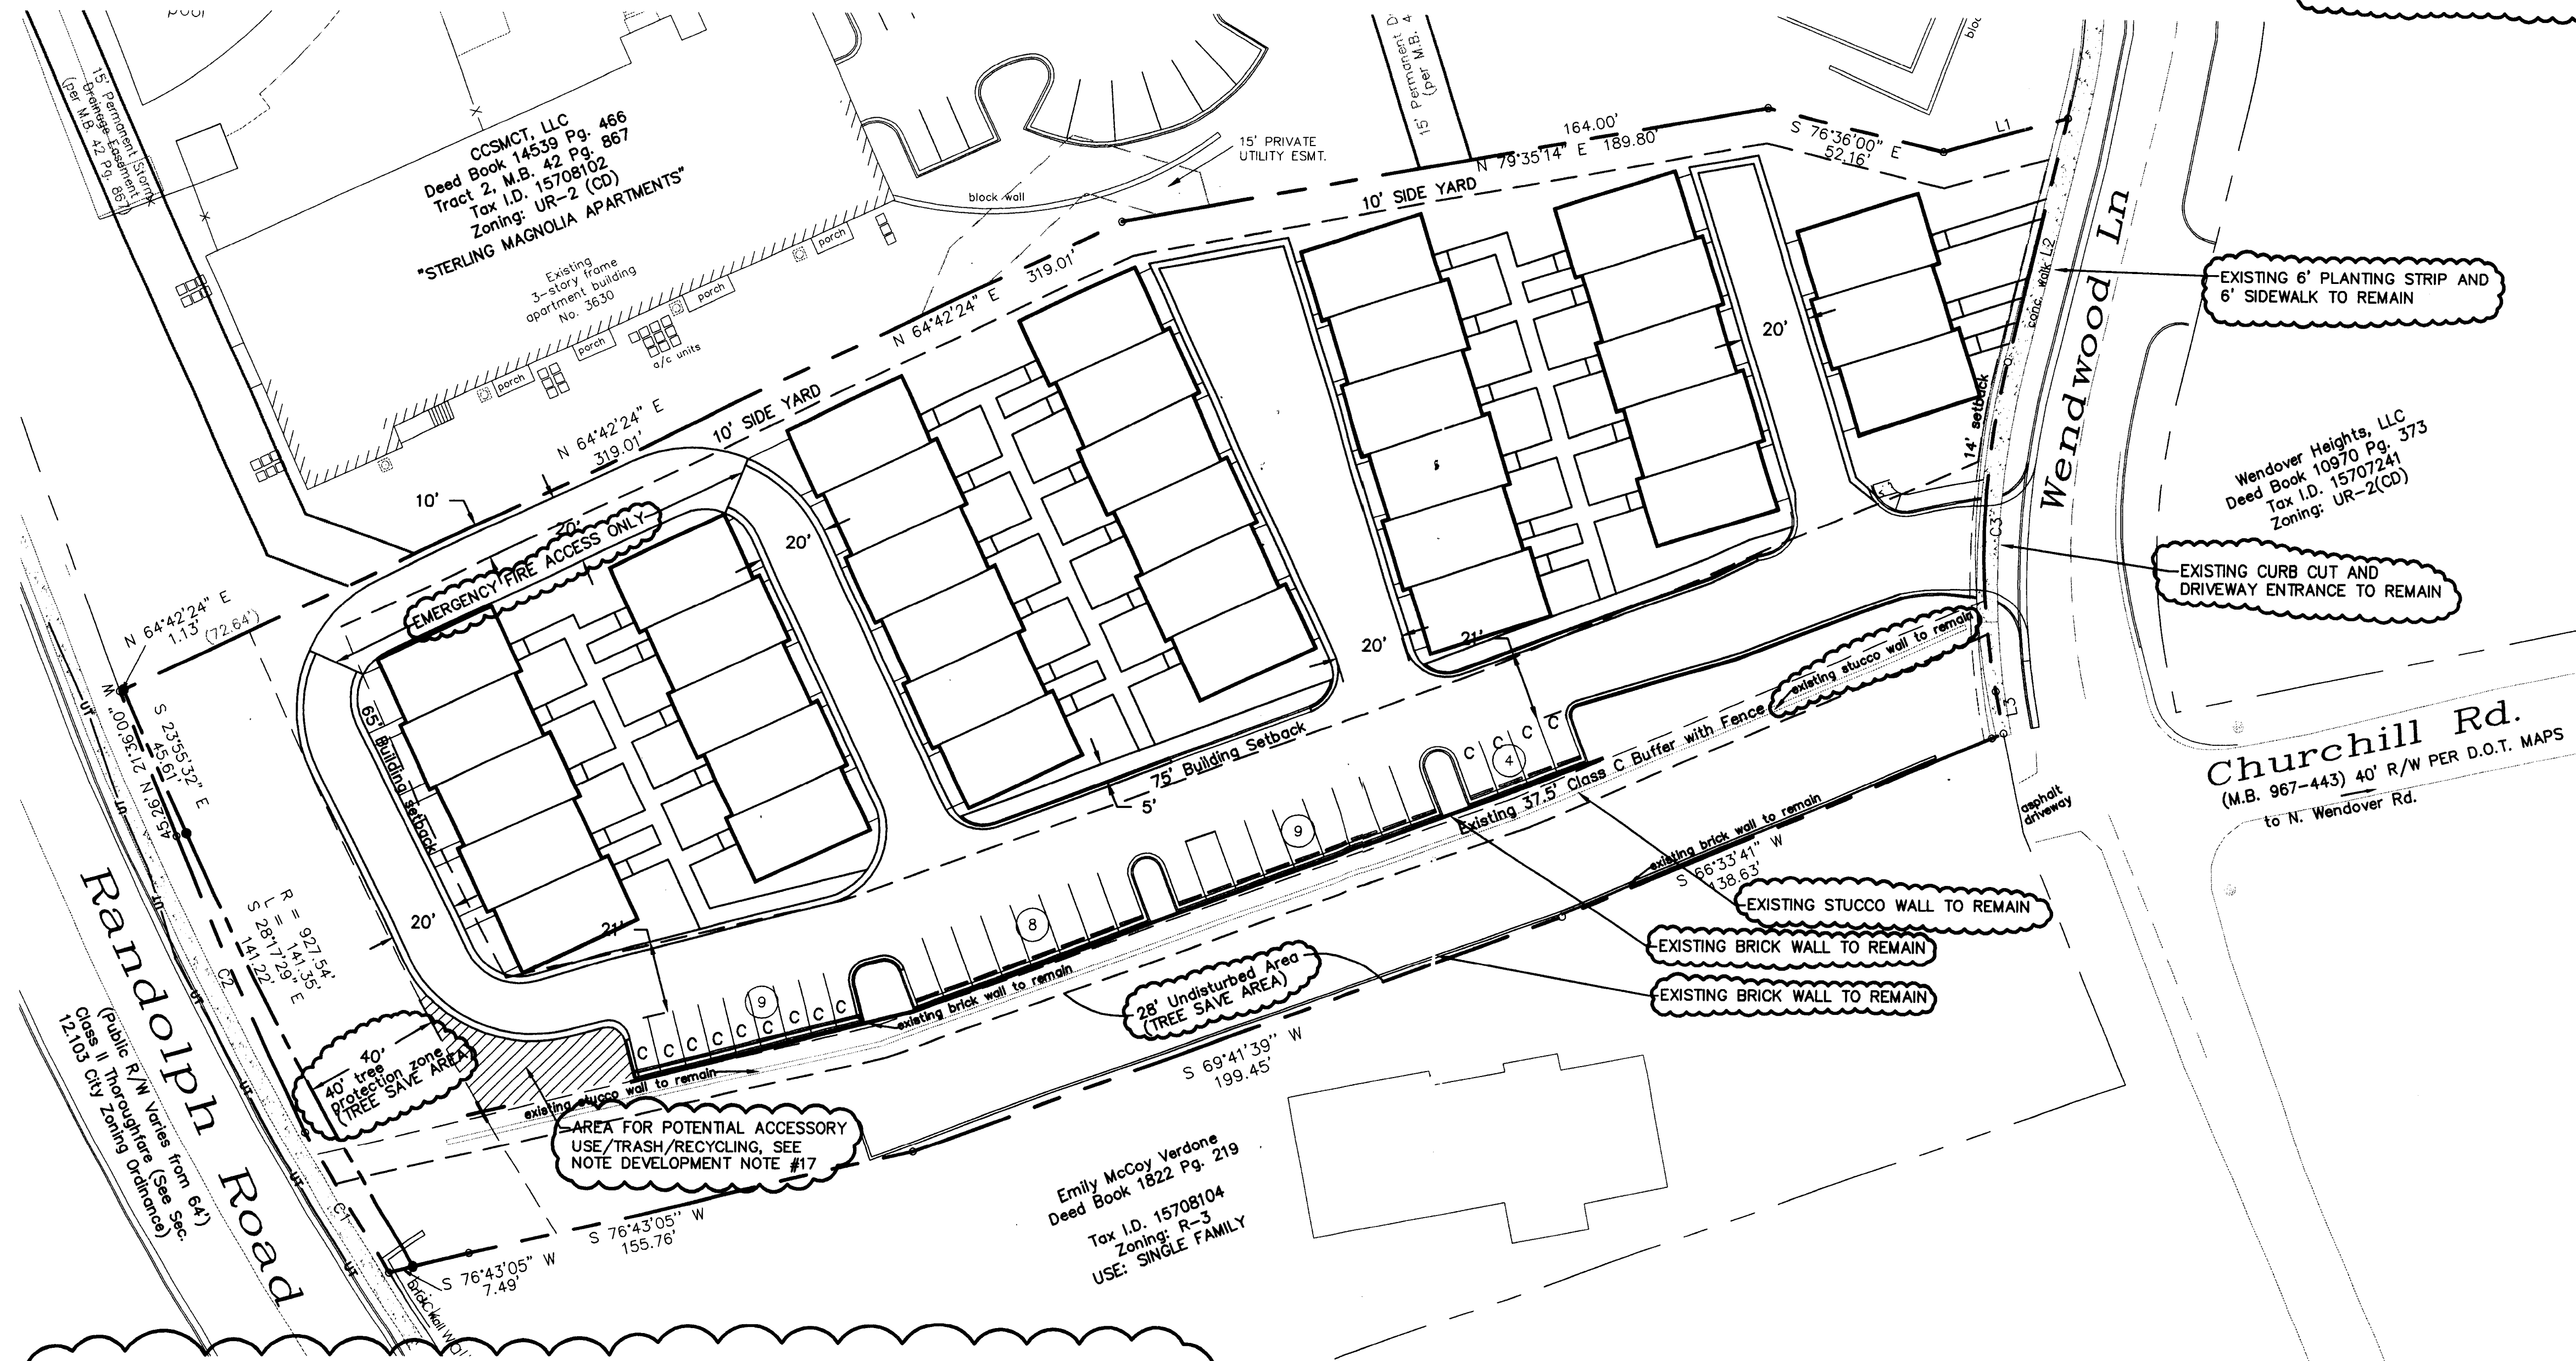 pool
15' Permanent Storm
Drainage Easement
(per M.B. 42 Pg. 867)
CCSMCT, LLC
Deed Book 14539 Pg. 466
Tract 2, M.B. 42 Pg. 867
Tax I.D. 15708102
Zoning: UR-2 (CD)
"STERLING MAGNOLIA APARTMENTS"
Existing
3-story frame
apartment building
No. 3630
porch
porch
porch
porch
a/c units
block wall
15' PRIVATE
UTILITY ESMT.
15' Permanent
(per M.B.
164.00'
N 79°35'14" E 189.80'
S 76°36'00" E
52.16'
L1
10' SIDE YARD
319.01'
N 64°42'24" E
10' SIDE YARD
N 64°42'24" E
319.01'
10'
20'
EMERGENCY FIRE ACCESS ONLY
20'
20'
20'
14' setback
conc. walk L2
Wendwood Ln
EXISTING 6' PLANTING STRIP AND
6' SIDEWALK TO REMAIN
Wendover Heights, LLC
Deed Book 10970 Pg. 373
Tax I.D. 15707241
Zoning: UR-2(CD)
C3
EXISTING CURB CUT AND
DRIVEWAY ENTRANCE TO REMAIN
Churchill Rd.
(M.B. 967-443) 40' R/W PER D.O.T. MAPS
to N. Wendover Rd.
asphalt
driveway
L3
existing stucco wall to remain
21'
75' Building Setback
5'
C C C C
4
Existing 37.5' Class C Buffer with Fence
existing brick wall to remain
S 66°33'41" W
138.63'
EXISTING STUCCO WALL TO REMAIN
EXISTING BRICK WALL TO REMAIN
EXISTING BRICK WALL TO REMAIN
9
8
9
existing brick wall to remain
28' Undisturbed Area
(TREE SAVE AREA)
S 69°41'39" W
199.45'
N 64°42'24" E
1.13'
(72.64')
S 23°55'32" E
45.61'
N 21°36'00" W
45.26'
65' Building setback
20'
21'
R = 927.54'
L = 141.35'
S 28°17'29" E
141.22'
C2
C1
UT
UT
UT
UT
UT
UT
UT
UT
Randolph Road
(Public R/W Varies from 64')
Class II Thoroughfare (See Sec.
12.103 City Zoning Ordinance)
40'
40' tree
protection zone
(TREE SAVE AREA)
C C C C C C C C C
existing stucco wall to remain
AREA FOR POTENTIAL ACCESSORY
USE/TRASH/RECYCLING, SEE
NOTE DEVELOPMENT NOTE #17
S 76°43'05" W
155.76'
S 76°43'05" W
7.49'
Emily McCoy Verdone
Deed Book 1822 Pg. 219
Tax I.D. 15708104
Zoning: R-3
USE: SINGLE FAMILY